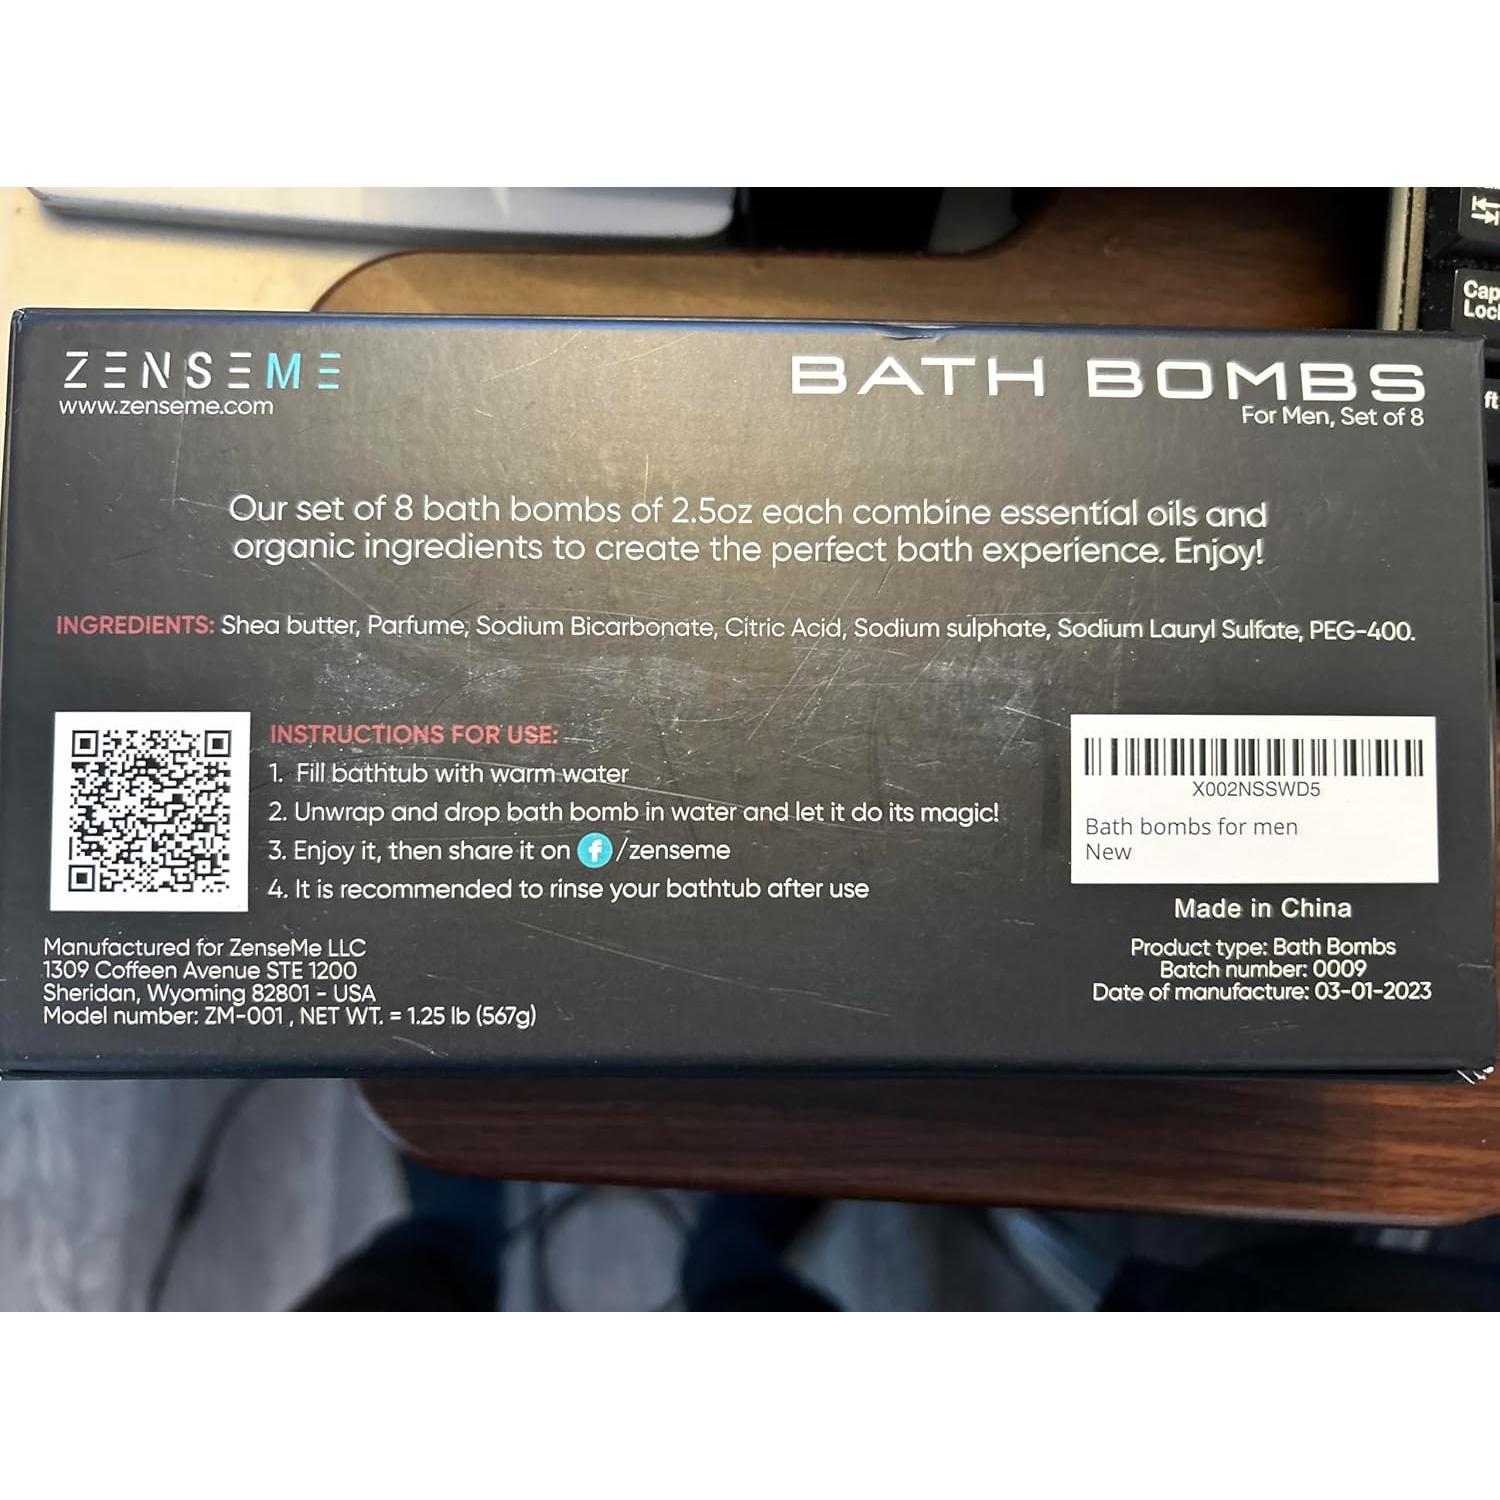 ZENSEME
www.zenseme.com
BATH BOMBS
For Men, Set of 8
Our set of 8 bath bombs of 2.5oz each combine essential oils and
organic ingredients to create the perfect bath experience. Enjoy!
INGREDIENTS: Shea butter, Parfume, Sodium Bicarbonate, Citric Acid, Sodium sulphate, Sodium Lauryl Sulfate, PEG-400.
INSTRUCTIONS FOR USE:
1. Fill bathtub with warm water
2. Unwrap and drop bath bomb in water and let it do its magic!
3. Enjoy it, then share it on f /zenseme
4. It is recommended to rinse your bathtub after use
Manufactured for ZenseMe LLC
1309 Coffeen Avenue STE 1200
Sheridan, Wyoming 82801 - USA
Model number: ZM-001 , NET WT. = 1.25 lb (567g)
X002NSSWD5
Bath bombs for men
New
Made in China
Product type: Bath Bombs
Batch number: 0009
Date of manufacture: 03-01-2023
Cap
Loc